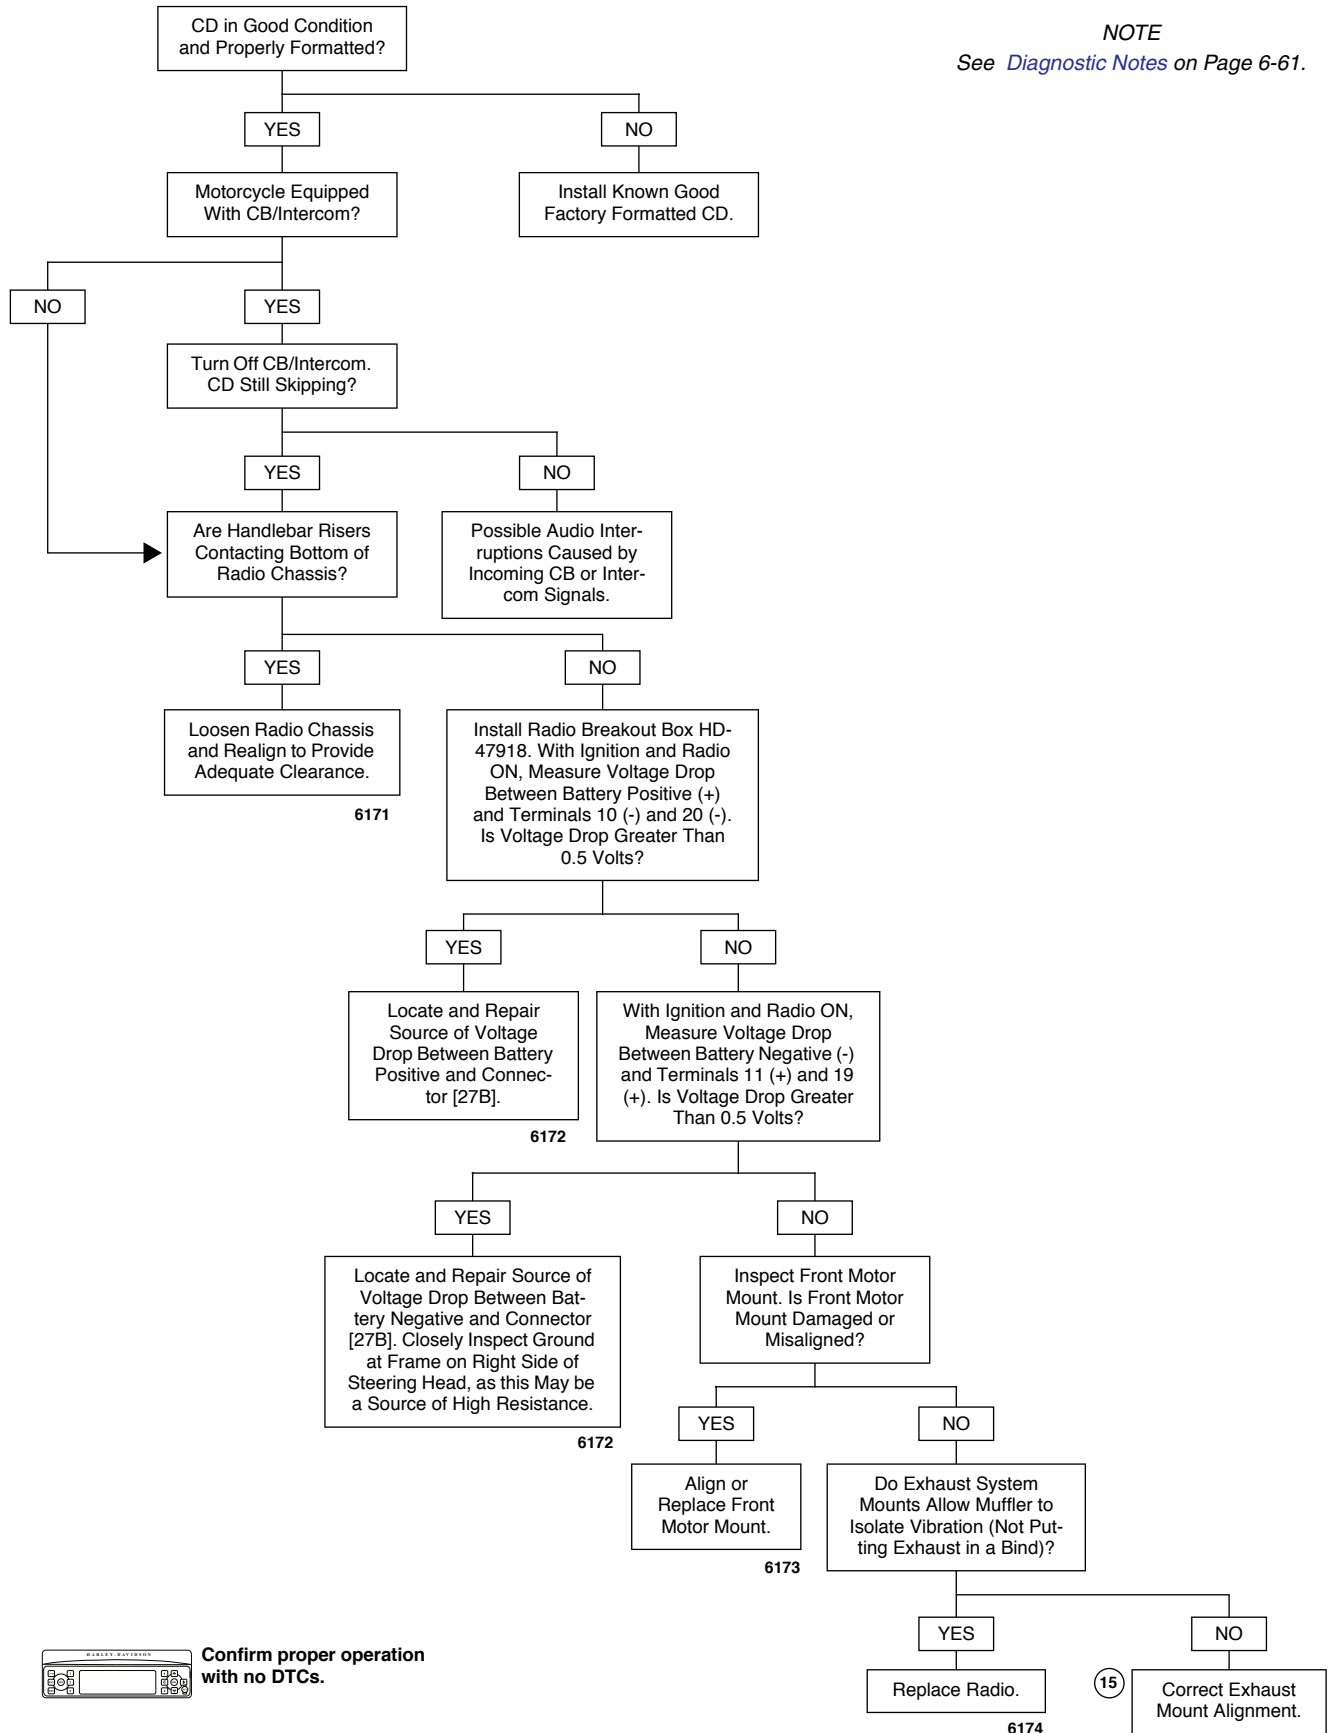 CD in Good Condition
and Properly Formatted?
NOTE
See Diagnostic Notes on Page 6-61.
YES
NO
Motorcycle Equipped
With CB/Intercom?
Install Known Good
Factory Formatted CD.
NO
YES
Turn Off CB/Intercom.
CD Still Skipping?
YES
NO
Are Handlebar Risers
Contacting Bottom of
Radio Chassis?
Possible Audio Inter-
ruptions Caused by
Incoming CB or Inter-
com Signals.
YES
NO
Loosen Radio Chassis
and Realign to Provide
Adequate Clearance.
6171
Install Radio Breakout Box HD-
47918. With Ignition and Radio
ON, Measure Voltage Drop
Between Battery Positive (+)
and Terminals 10 (-) and 20 (-).
Is Voltage Drop Greater Than
0.5 Volts?
YES
NO
Locate and Repair
Source of Voltage
Drop Between Battery
Positive and Connec-
tor [27B].
6172
With Ignition and Radio ON,
Measure Voltage Drop
Between Battery Negative (-)
and Terminals 11 (+) and 19
(+). Is Voltage Drop Greater
Than 0.5 Volts?
YES
NO
Locate and Repair Source of
Voltage Drop Between Bat-
tery Negative and Connector
[27B]. Closely Inspect Ground
at Frame on Right Side of
Steering Head, as this May be
a Source of High Resistance.
6172
Inspect Front Motor
Mount. Is Front Motor
Mount Damaged or
Misaligned?
YES
NO
Align or
Replace Front
Motor Mount.
6173
Do Exhaust System
Mounts Allow Muffler to
Isolate Vibration (Not Put-
ting Exhaust in a Bind)?
YES
NO
Replace Radio.
6174
15
Correct Exhaust
Mount Alignment.
HARLEY-DAVIDSON
Confirm proper operation
with no DTCs.